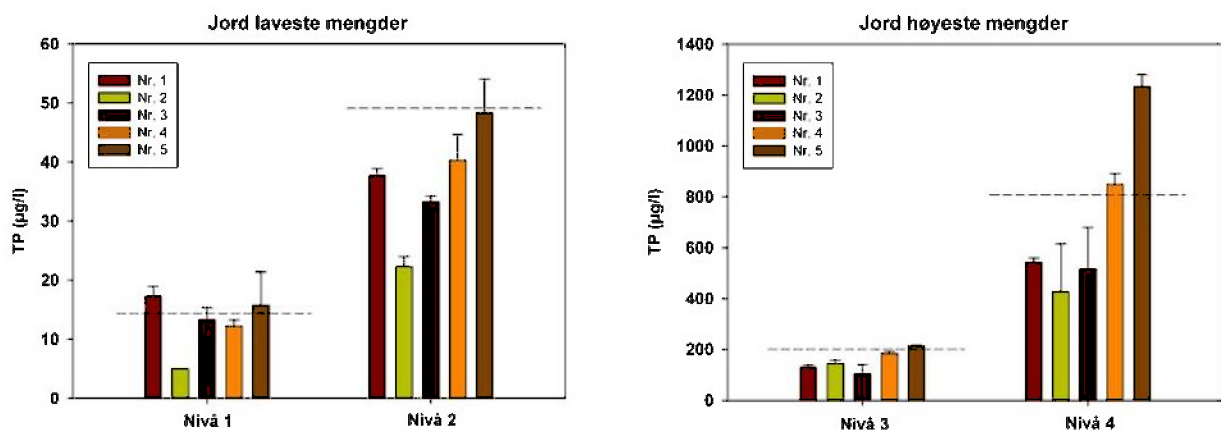 Jord laveste mengder
60
50
40
30
20
10
0
TP (µg/l)
Nr. 1
Nr. 2
Nr. 3
Nr. 4
Nr. 5
Nivå 1
Nivå 2
Jord høyeste mengder
1400
1200
1000
800
600
400
200
0
TP (µg/l)
Nr. 1
Nr. 2
Nr. 3
Nr. 4
Nr. 5
Nivå 3
Nivå 4